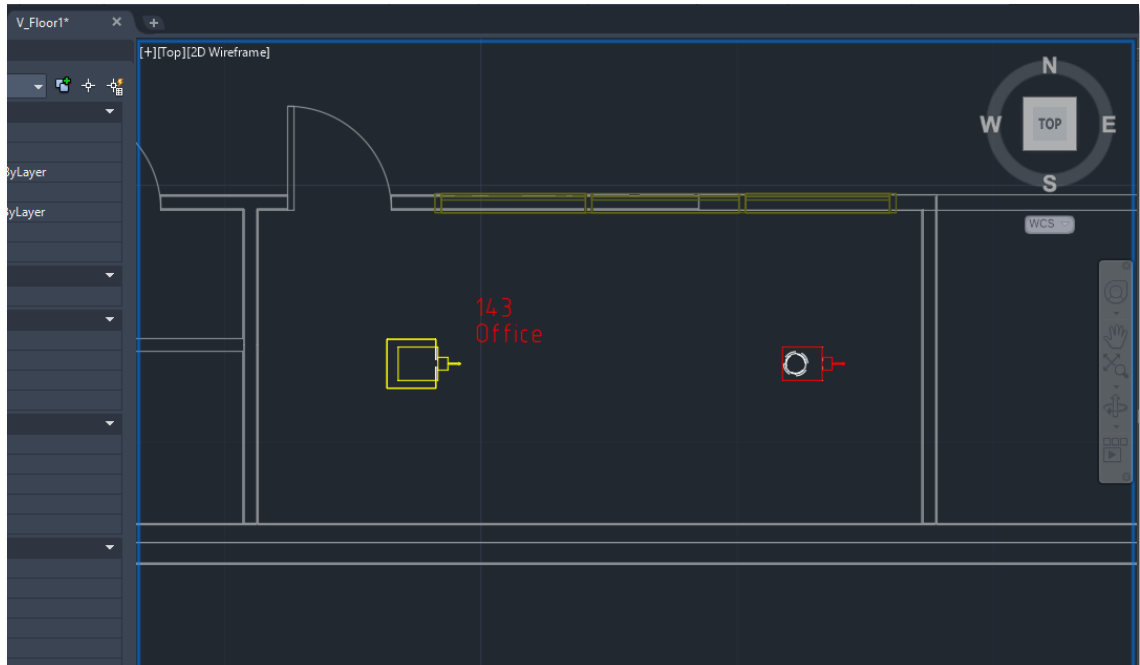 V_Floor1*
[+][Top][2D Wireframe]
N
W
TOP
E
S
WCS
ByLayer
ByLayer
143
Office